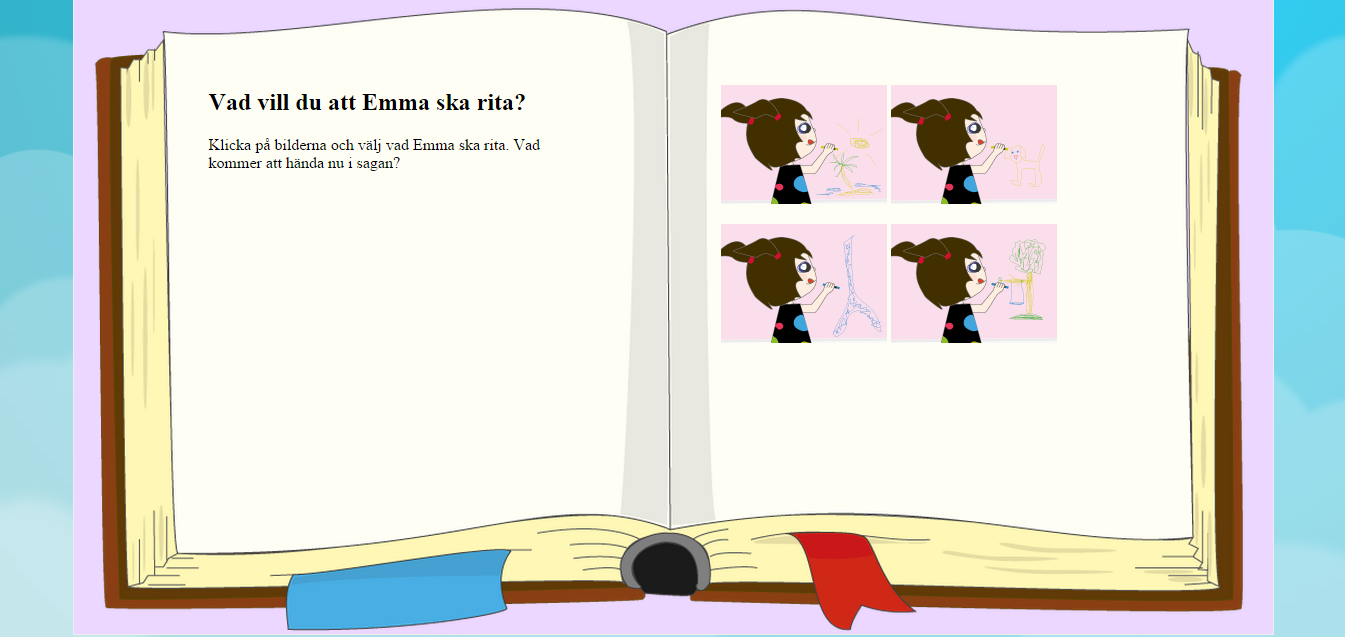 Vad vill du att Emma ska rita?
Klicka på bilderna och välj vad Emma ska rita. Vad
kommer att hända nu i sagan?